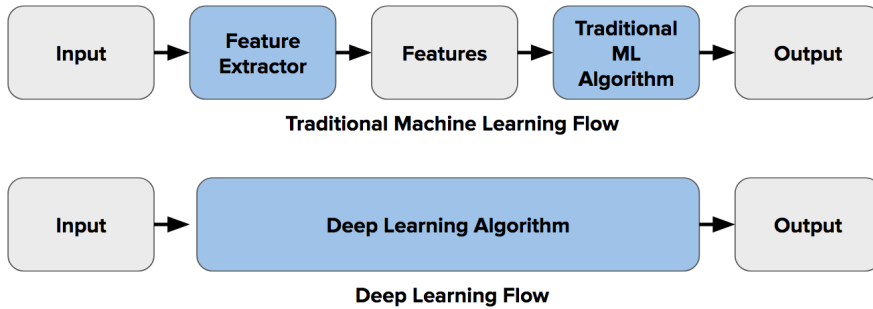 Input
Feature
Extractor
Features
Traditional
ML
Algorithm
Output
Traditional Machine Learning Flow
Input
Deep Learning Algorithm
Output
Deep Learning Flow